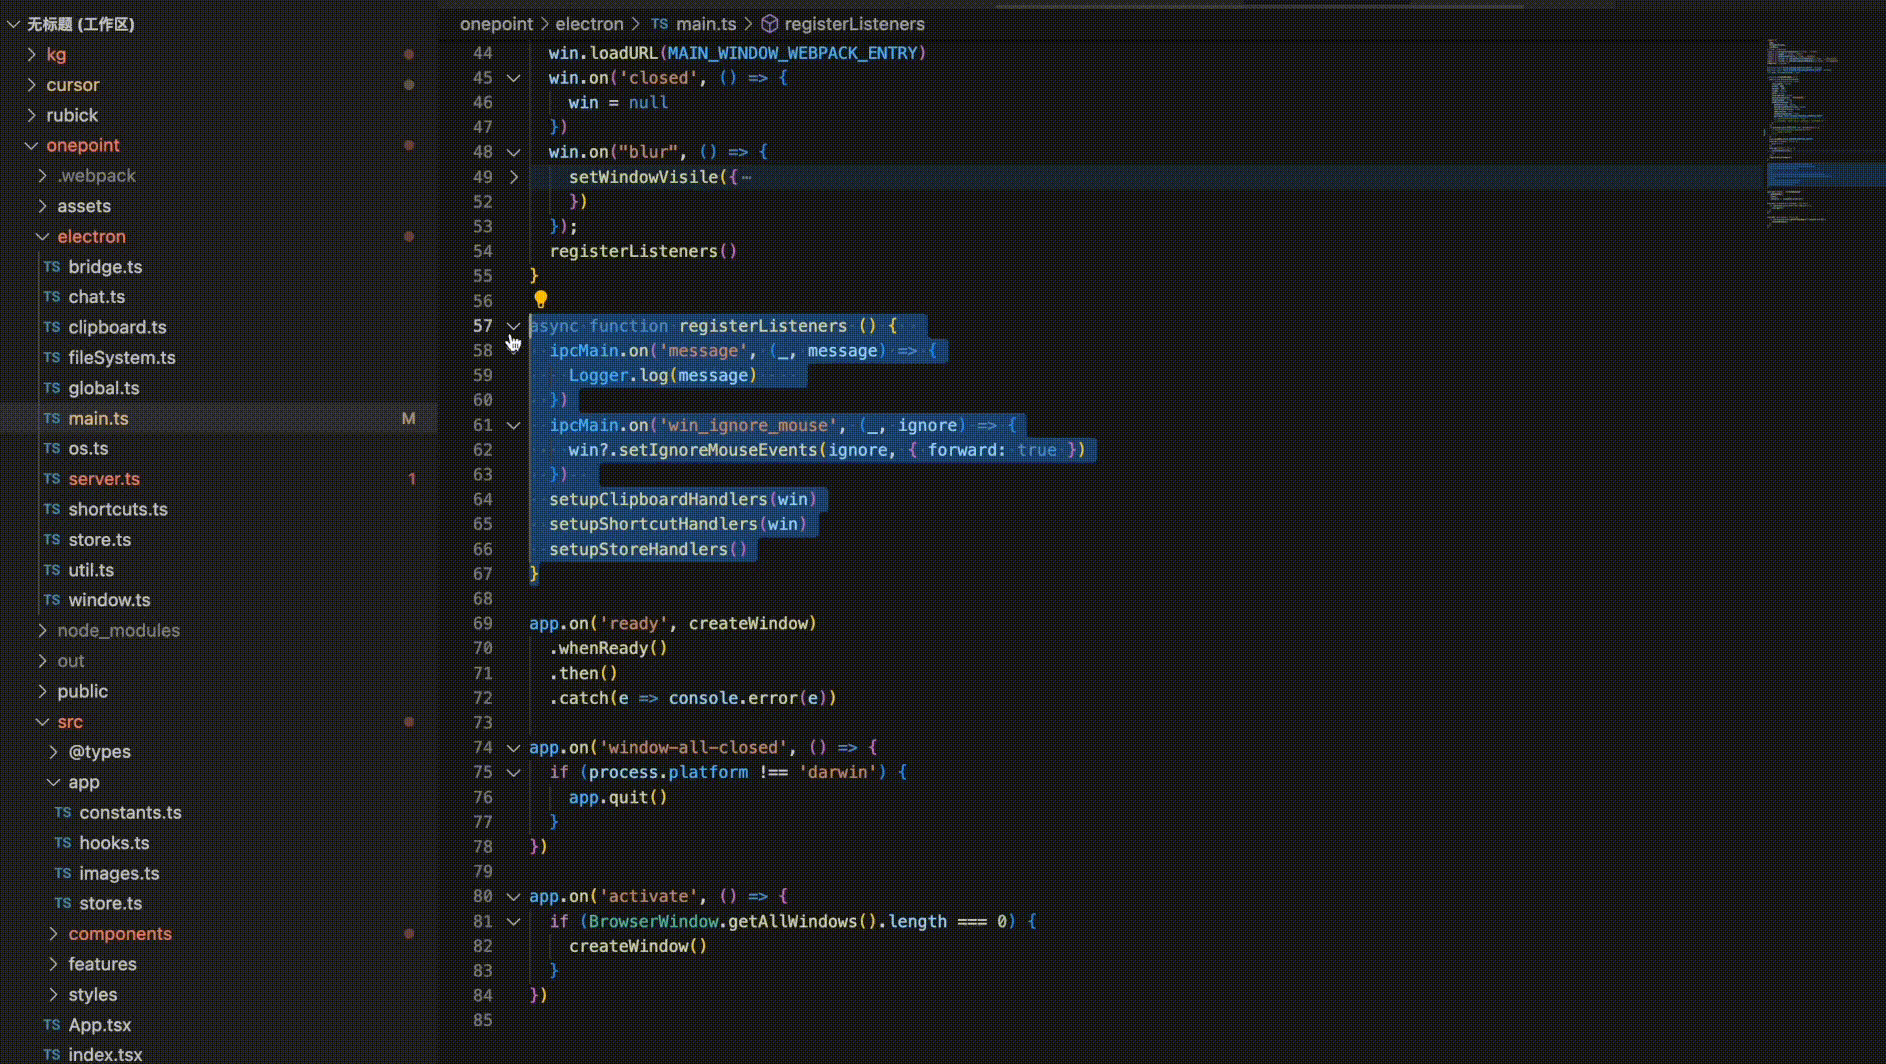 无标题 (工作区)
kg
cursor
rubick
onepoint
.webpack
assets
electron
TS bridge.ts
TS chat.ts
TS clipboard.ts
TS fileSystem.ts
TS global.ts
TS main.ts M
TS os.ts
TS server.ts 1
TS shortcuts.ts
TS store.ts
TS util.ts
TS window.ts
node_modules
out
public
src
@types
app
TS constants.ts
TS hooks.ts
TS images.ts
TS store.ts
components
features
styles
TS App.tsx
TS index.tsx
onepoint > electron > TS main.ts > registerListeners
44 win.loadURL(MAIN_WINDOW_WEBPACK_ENTRY)
45 win.on('closed', () => {
46 win = null
47 })
48 win.on("blur", () => {
49 setWindowVisile({ ⋯
52 })
53 });
54 registerListeners()
55 }
56
57 async function registerListeners () {
58 ipcMain.on('message', (_, message) => {
59 Logger.log(message)
60 })
61 ipcMain.on('win_ignore_mouse', (_, ignore) => {
62 win?.setIgnoreMouseEvents(ignore, { forward: true })
63 })
64 setupClipboardHandlers(win)
65 setupShortcutHandlers(win)
66 setupStoreHandlers()
67 }
68
69 app.on('ready', createWindow)
70 .whenReady()
71 .then()
72 .catch(e => console.error(e))
73
74 app.on('window-all-closed', () => {
75 if (process.platform !== 'darwin') {
76 app.quit()
77 }
78 })
79
80 app.on('activate', () => {
81 if (BrowserWindow.getAllWindows().length === 0) {
82 createWindow()
83 }
84 })
85